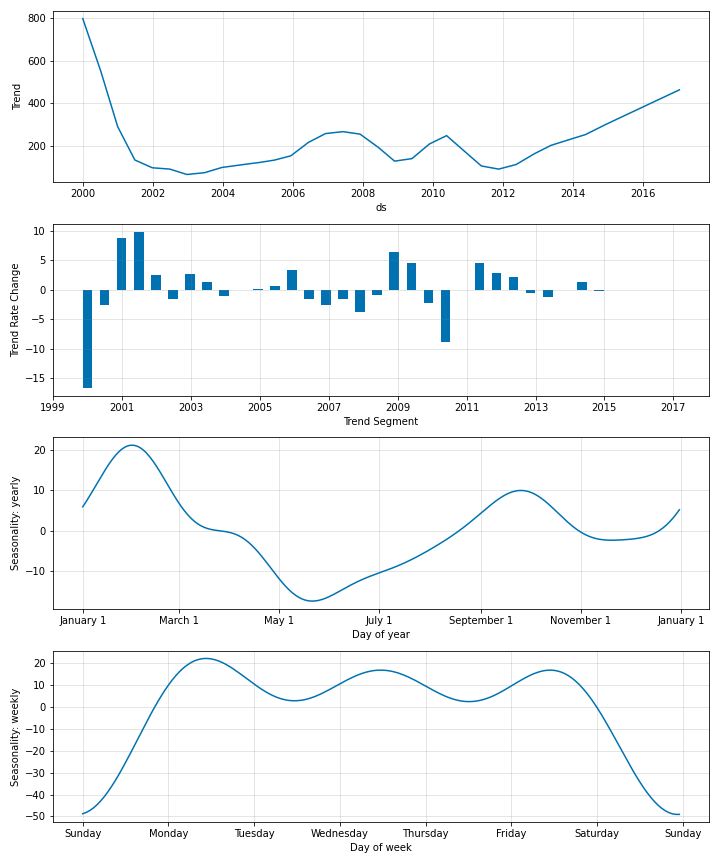 800
600
400
200
Trend
2000 2002 2004 2006 2008 2010 2012 2014 2016
ds
10
5
0
−5
−10
−15
Trend Rate Change
1999 2001 2003 2005 2007 2009 2011 2013 2015 2017
Trend Segment
20
10
0
−10
Seasonality: yearly
January 1 March 1 May 1 July 1 September 1 November 1 January 1
Day of year
20
10
0
−10
−20
−30
−40
−50
Seasonality: weekly
Sunday Monday Tuesday Wednesday Thursday Friday Saturday Sunday
Day of week